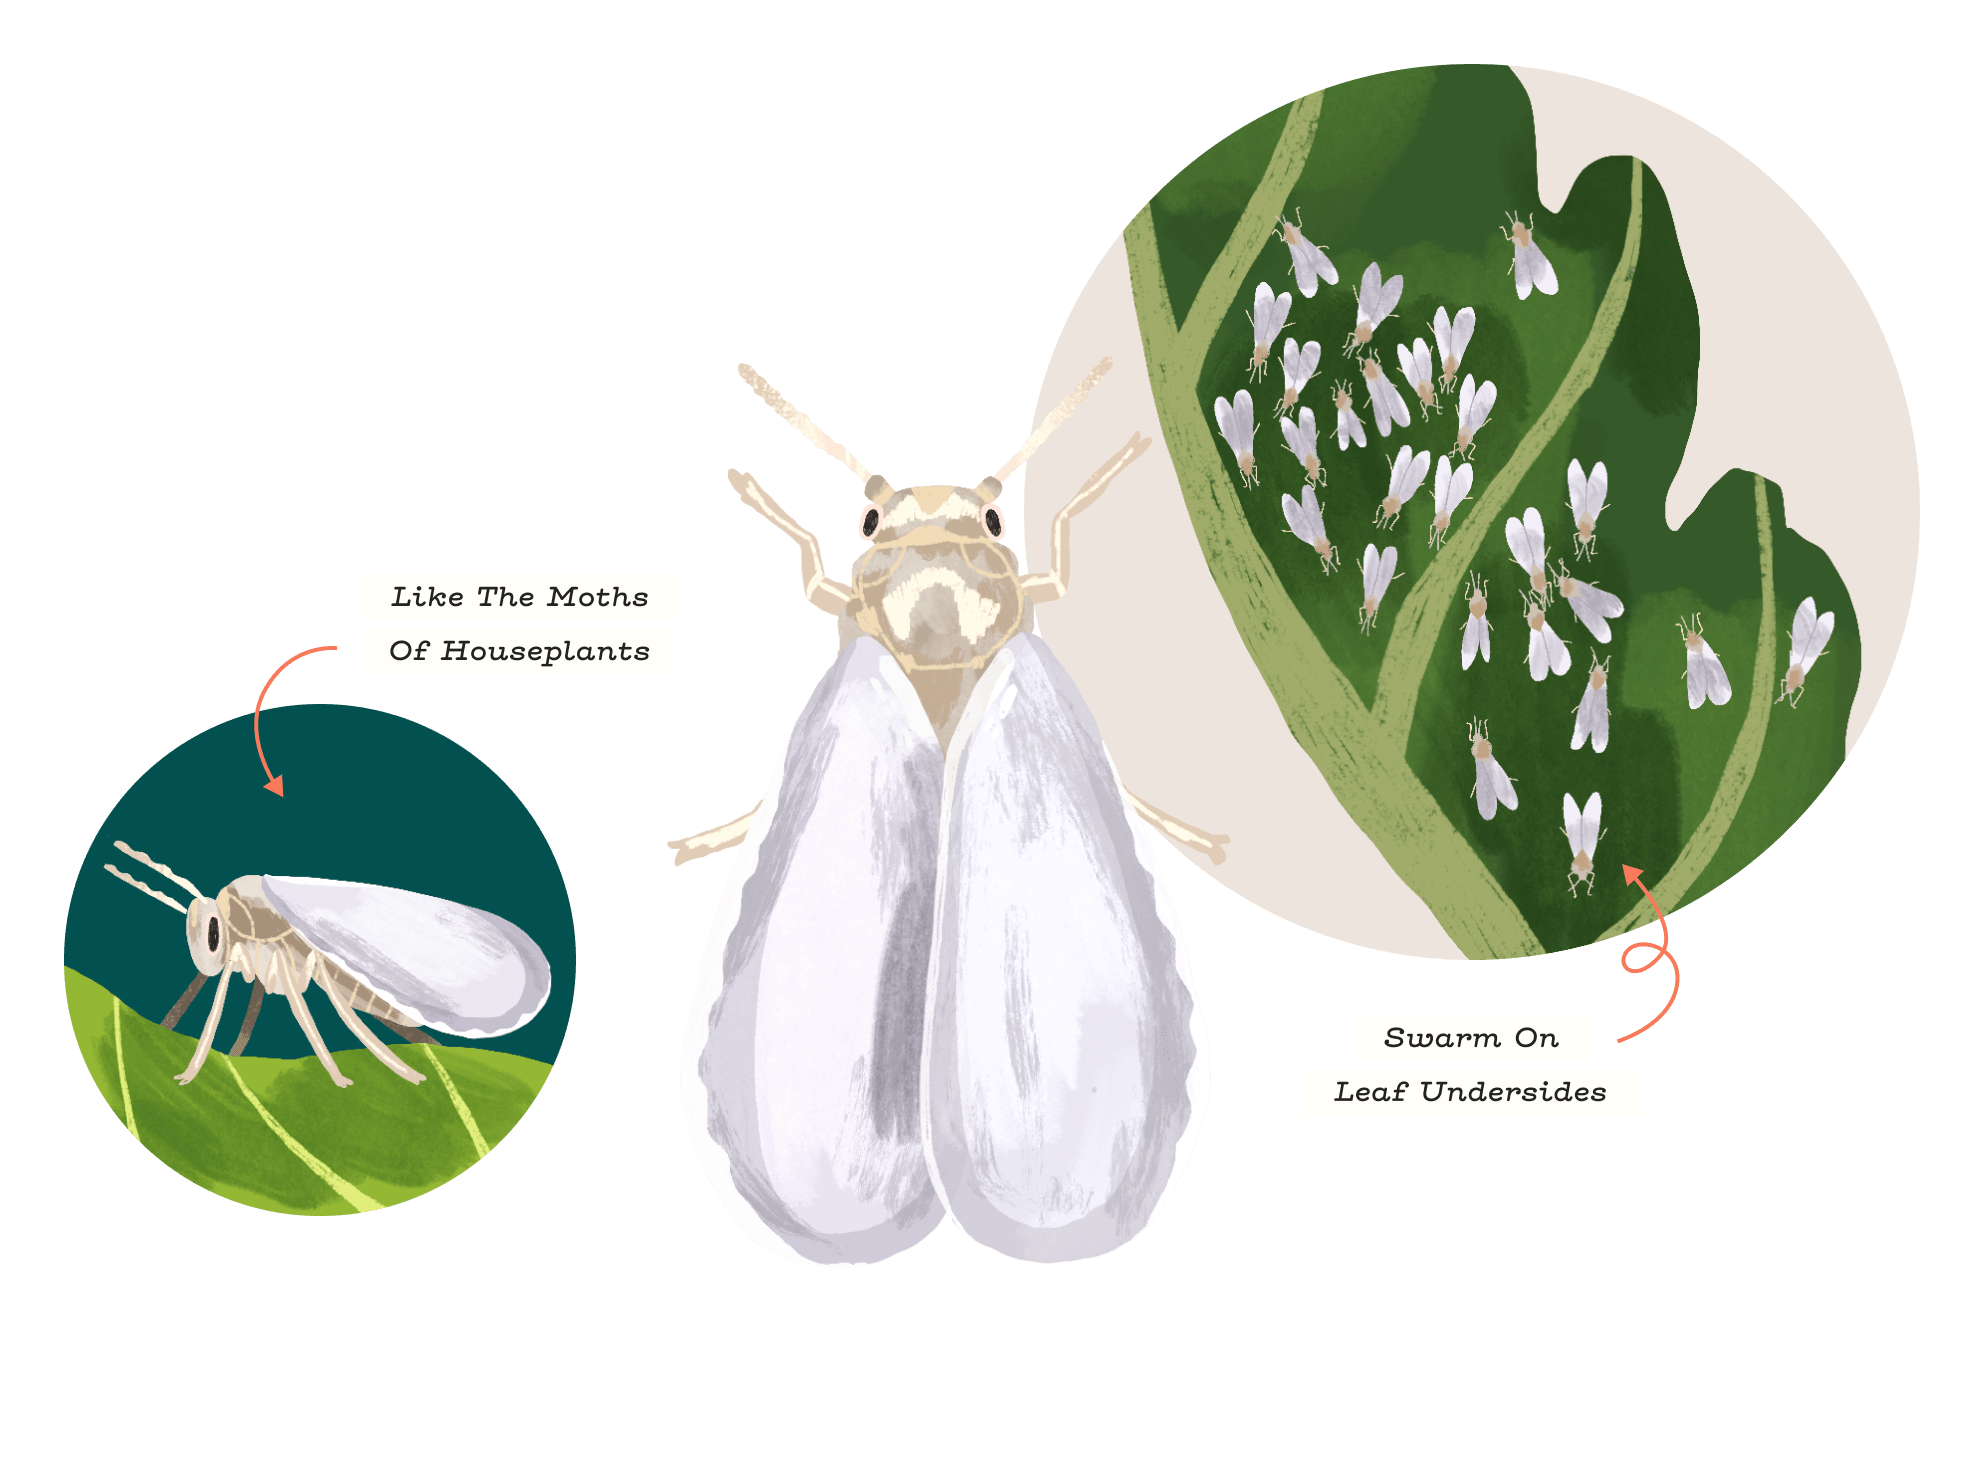 Like The Moths
Of Houseplants
Swarm On
Leaf Undersides